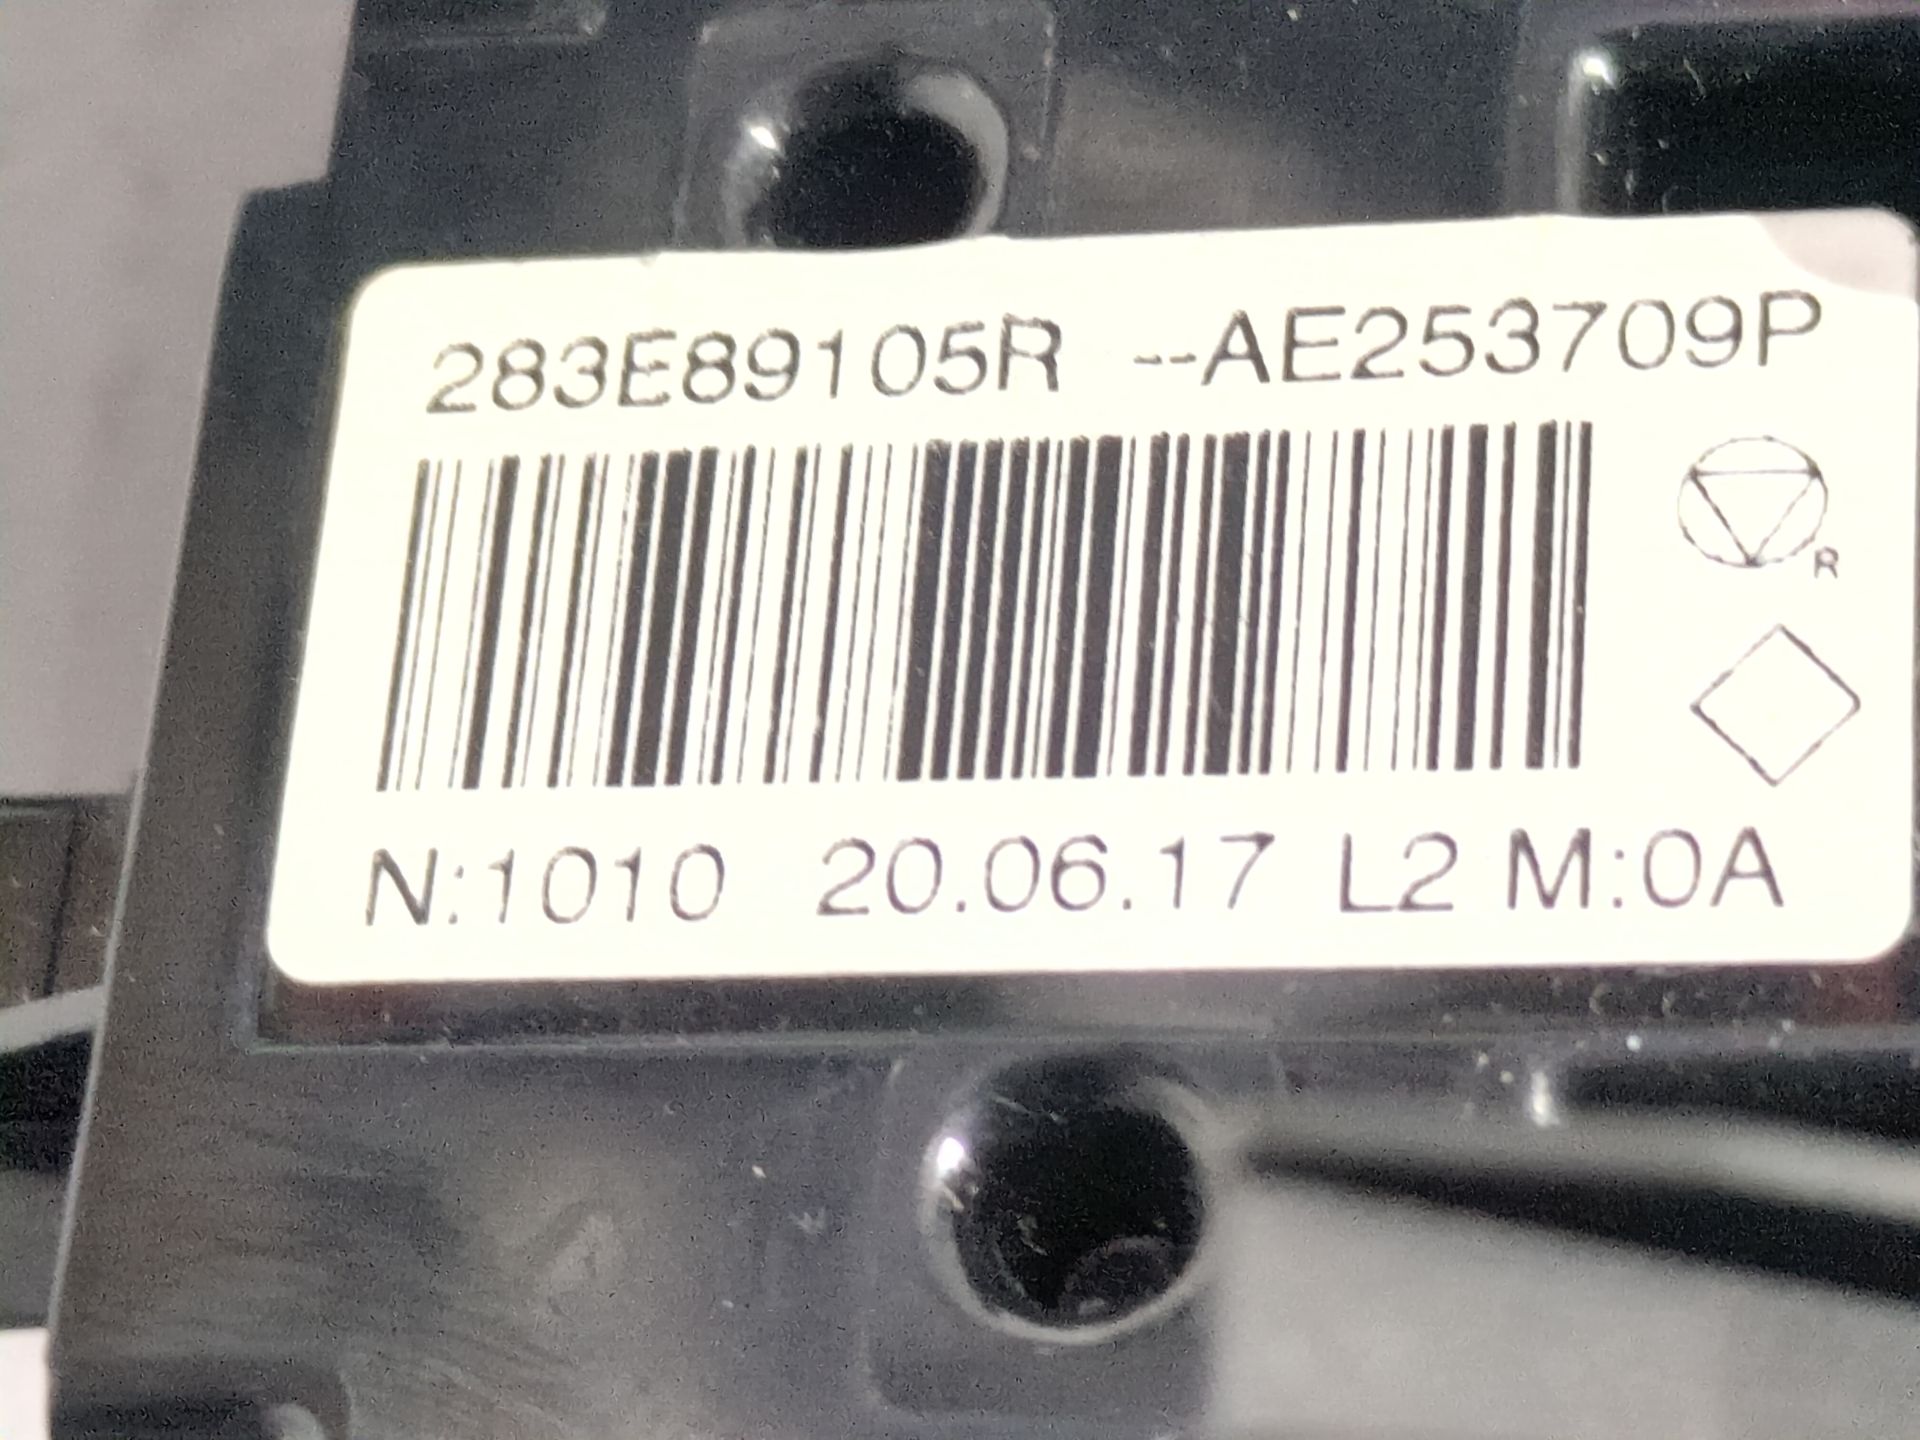 283E89105R --AE253709P
R
N:1010 20.06.17 L2 M:0A